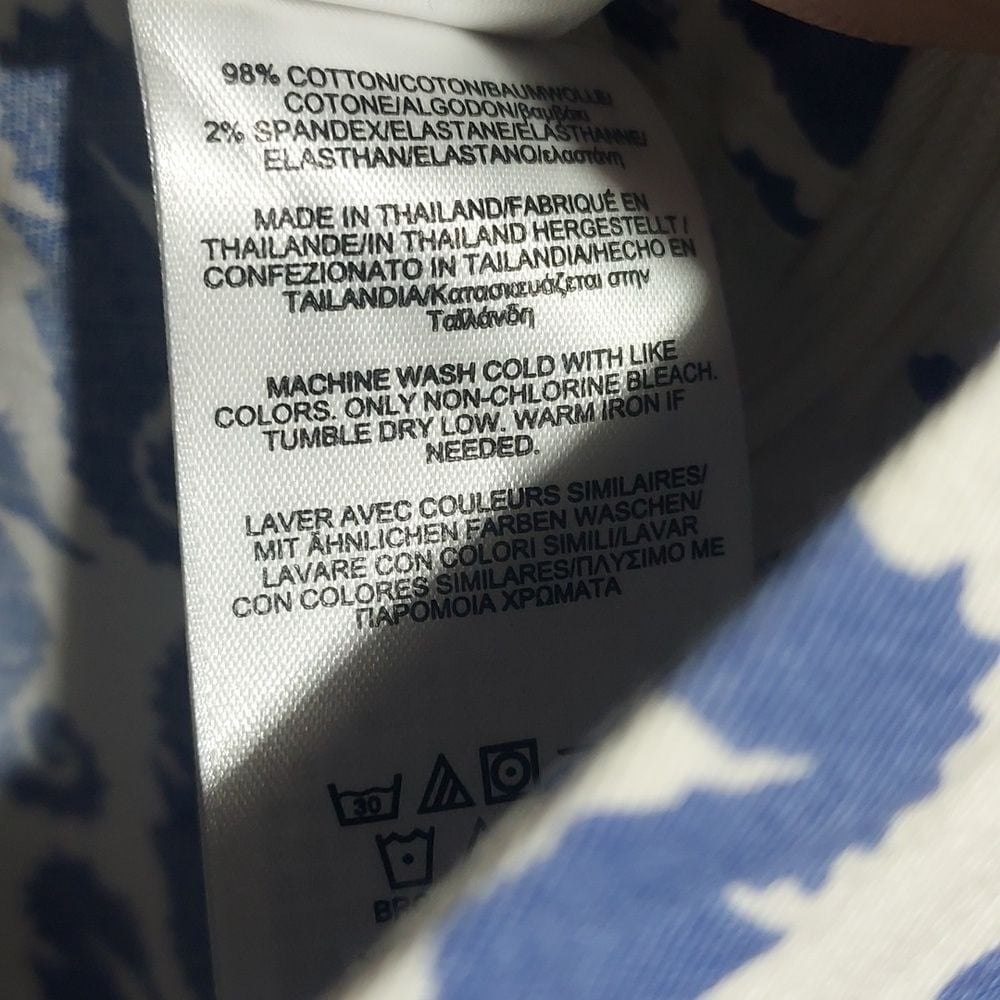 98% COTTON/COTON/BAUMWOLLE/
COTONE/ALGODON/βαμβάκι
2% SPANDEX/ELASTANE/ELASTHANNE/
ELASTHAN/ELASTANO/ελαστάνη
MADE IN THAILAND/FABRIQUÉ EN
THAILANDE/IN THAILAND HERGESTELLT/
CONFEZIONATO IN TAILANDIA/HECHO EN
TAILANDIA/Κατασκευάζεται στην
Ταϊλάνδη
MACHINE WASH COLD WITH LIKE
COLORS. ONLY NON-CHLORINE BLEACH.
TUMBLE DRY LOW. WARM IRON IF
NEEDED.
LAVER AVEC COULEURS SIMILAIRES/
MIT ÄHNLICHEN FARBEN WASCHEN/
LAVARE CON COLORI SIMILI/LAVAR
CON COLORES SIMILARES/ΠΛΥΣΙΜΟ ΜΕ
ΠΑΡΟΜΟΙΑ ΧΡΩΜΑΤΑ
30